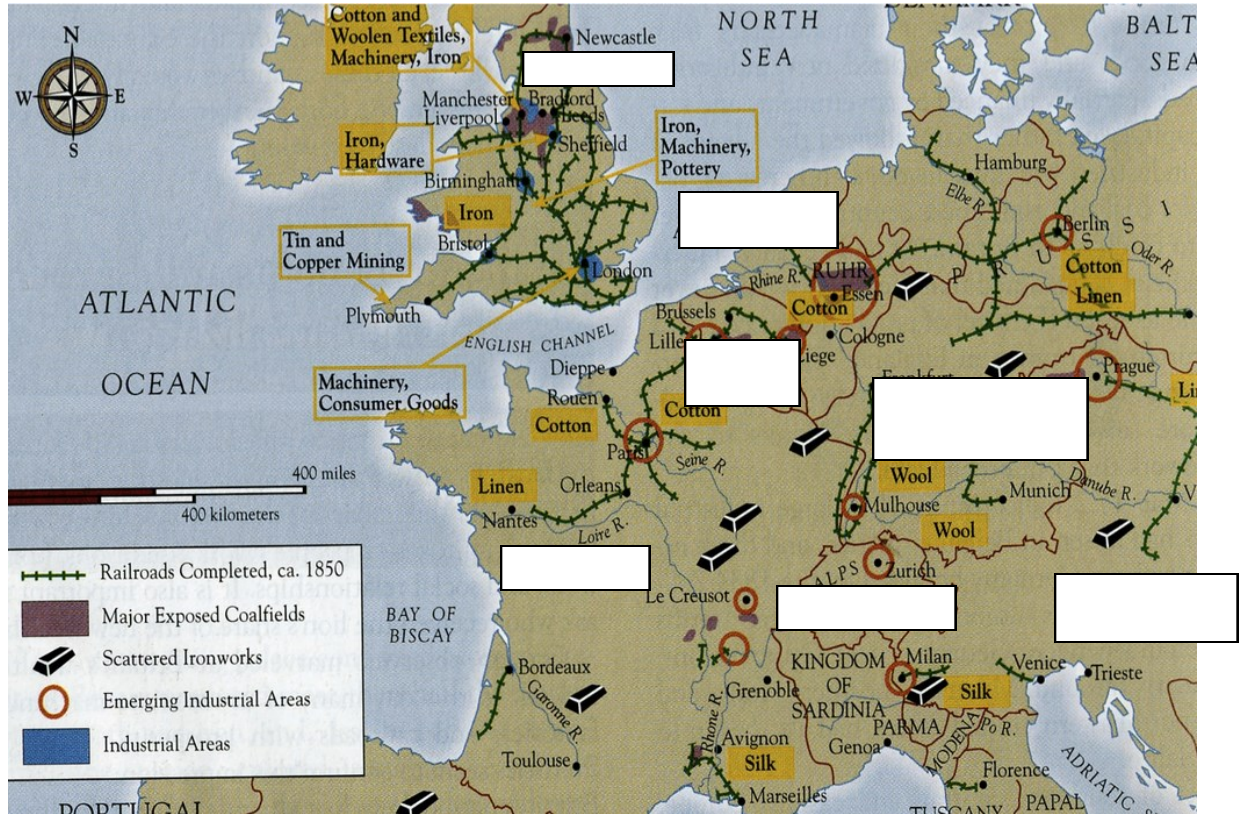 Cotton and
Woolen Textiles,
Machinery, Iron
NORTH
SEA
BALT
SEA
N
W
E
S
Newcastle
Manchester
Bradford
Liverpool
Leeds
Sheffield
Iron,
Hardware
Iron,
Machinery,
Pottery
Birmingham
Iron
Bristol
London
Tin and
Copper Mining
Plymouth
ATLANTIC
OCEAN
ENGLISH CHANNEL
Machinery,
Consumer Goods
Hamburg
Elbe R.
Berlin
Oder R.
P R U S S I
Cotton
Linen
Rhine R.
RUHR
Essen
Cotton
Brussels
Lille
Liege
Cologne
Dieppe
Rouen
Cotton
Cotton
Paris
Seine R.
Frankfurt
Prague
Li
Wool
Mulhouse
Munich
Danube R.
V
Wool
Linen
Orleans
Nantes
Loire R.
400 miles
400 kilometers
Railroads Completed, ca. 1850
Major Exposed Coalfields
Scattered Ironworks
Emerging Industrial Areas
Industrial Areas
BAY OF
BISCAY
ALPS
Zurich
Le Creusot
Bordeaux
Garonne R.
Toulouse
Grenoble
Rhone R.
Avignon
Silk
Marseilles
KINGDOM
OF
SARDINIA
Milan
Silk
Venice
Trieste
PARMA
Po R.
Genoa
MODENA
Florence
ADRIATIC S
TUSCANY
PAPAL
PORTUGAL